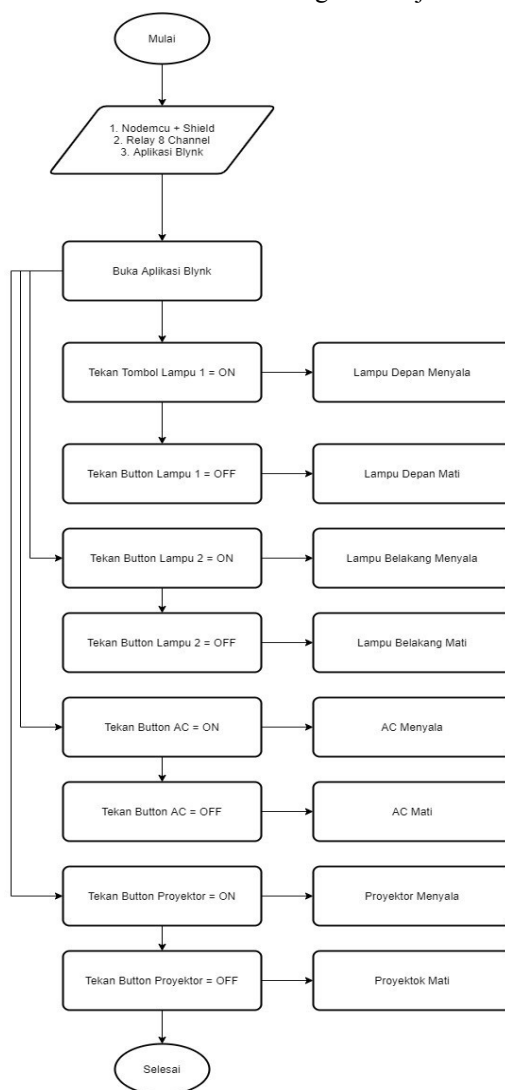 Mulai
1. Nodemcu + Shield
2. Relay 8 Channel
3. Aplikasi Blynk
Buka Aplikasi Blynk
Tekan Tombol Lampu 1 = ON
Lampu Depan Menyala
Tekan Button Lampu 1 = OFF
Lampu Depan Mati
Tekan Button Lampu 2 = ON
Lampu Belakang Menyala
Tekan Button Lampu 2 = OFF
Lampu Belakang Mati
Tekan Button AC = ON
AC Menyala
Tekan Button AC = OFF
AC Mati
Tekan Button Proyektor = ON
Proyektor Menyala
Tekan Button Proyektor = OFF
Proyektok Mati
Selesai